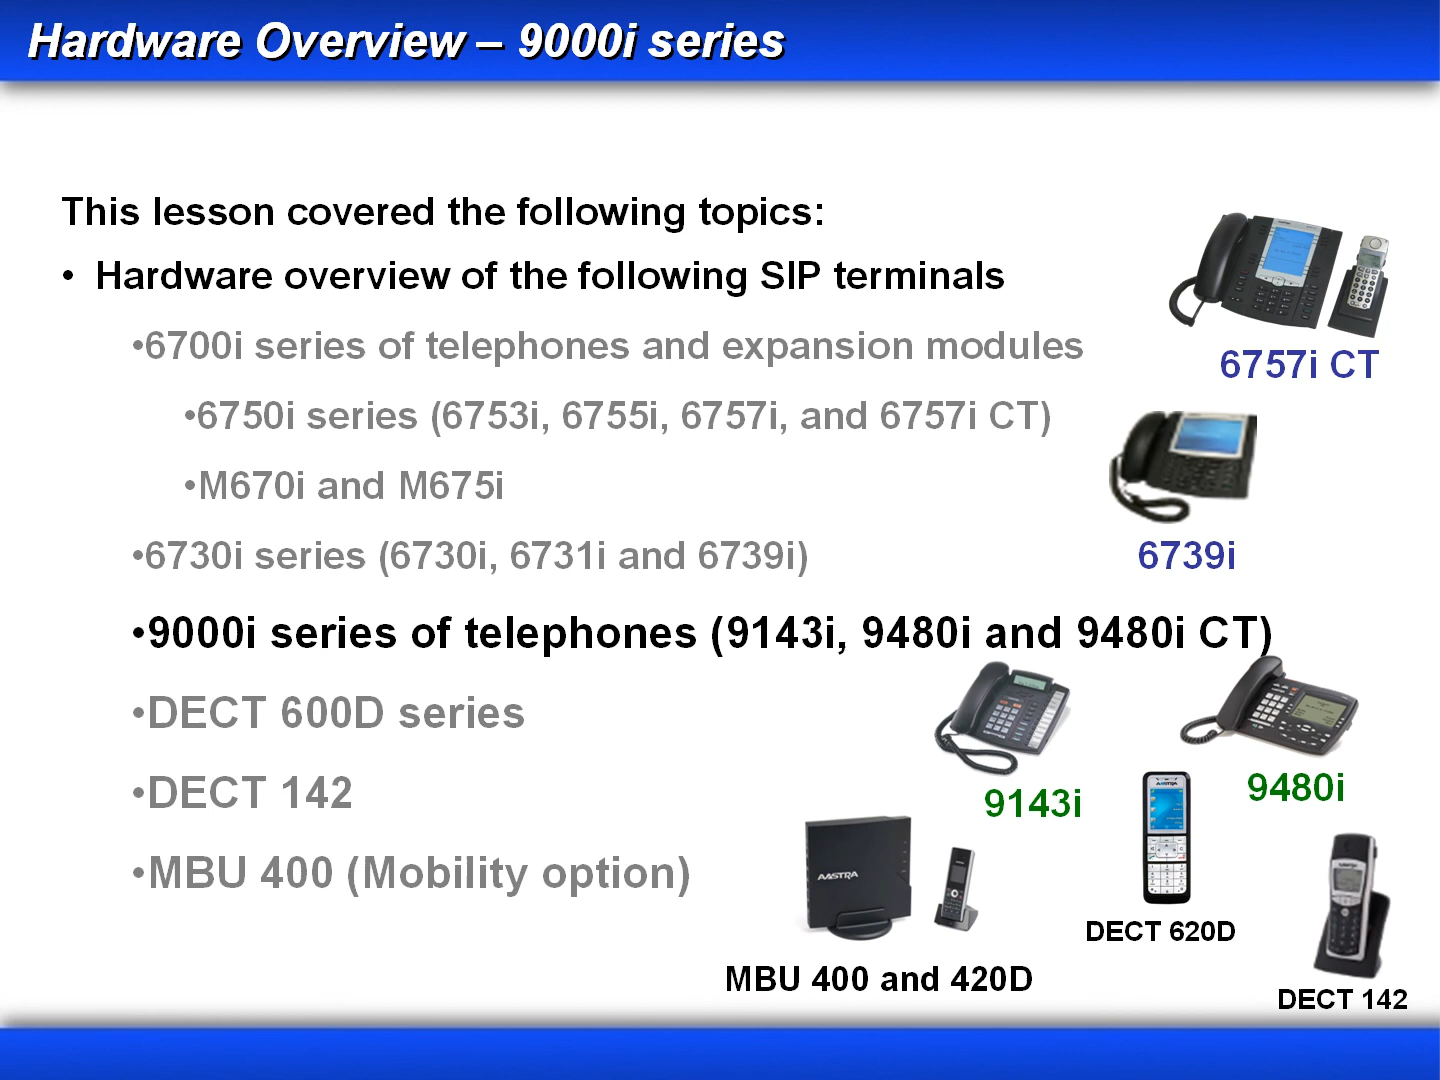 Hardware Overview – 9000i series
This lesson covered the following topics:
• Hardware overview of the following SIP terminals
•6700i series of telephones and expansion modules
•6750i series (6753i, 6755i, 6757i, and 6757i CT)
•M670i and M675i
•6730i series (6730i, 6731i and 6739i)
•9000i series of telephones (9143i, 9480i and 9480i CT)
•DECT 600D series
•DECT 142
•MBU 400 (Mobility option)
6757i CT
6739i
9143i
9480i
AASTRA
AASTRA
DECT 620D
MBU 400 and 420D
DECT 142